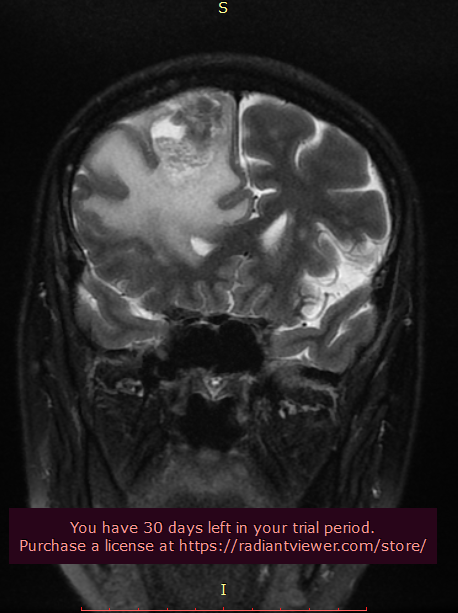 S
You have 30 days left in your trial period.
Purchase a license at https://radiantviewer.com/store/
I